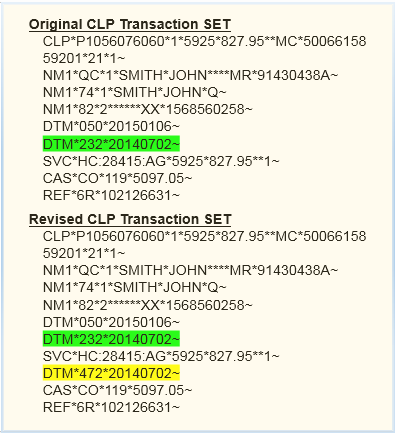 Original CLP Transaction SET
CLP*P1056076060*1*5925*827.95**MC*50066158
59201*21*1~
NM1*QC*1*SMITH*JOHN****MR*91430438A~
NM1*74*1*SMITH*JOHN*Q~
NM1*82*2******XX*1568560258~
DTM*050*20150106~
DTM*232*20140702~
SVC*HC:28415:AG*5925*827.95**1~
CAS*CO*119*5097.05~
REF*6R*102126631~
Revised CLP Transaction SET
CLP*P1056076060*1*5925*827.95**MC*50066158
59201*21*1~
NM1*QC*1*SMITH*JOHN****MR*91430438A~
NM1*74*1*SMITH*JOHN*Q~
NM1*82*2******XX*1568560258~
DTM*050*20150106~
DTM*232*20140702~
SVC*HC:28415:AG*5925*827.95**1~
DTM*472*20140702~
CAS*CO*119*5097.05~
REF*6R*102126631~